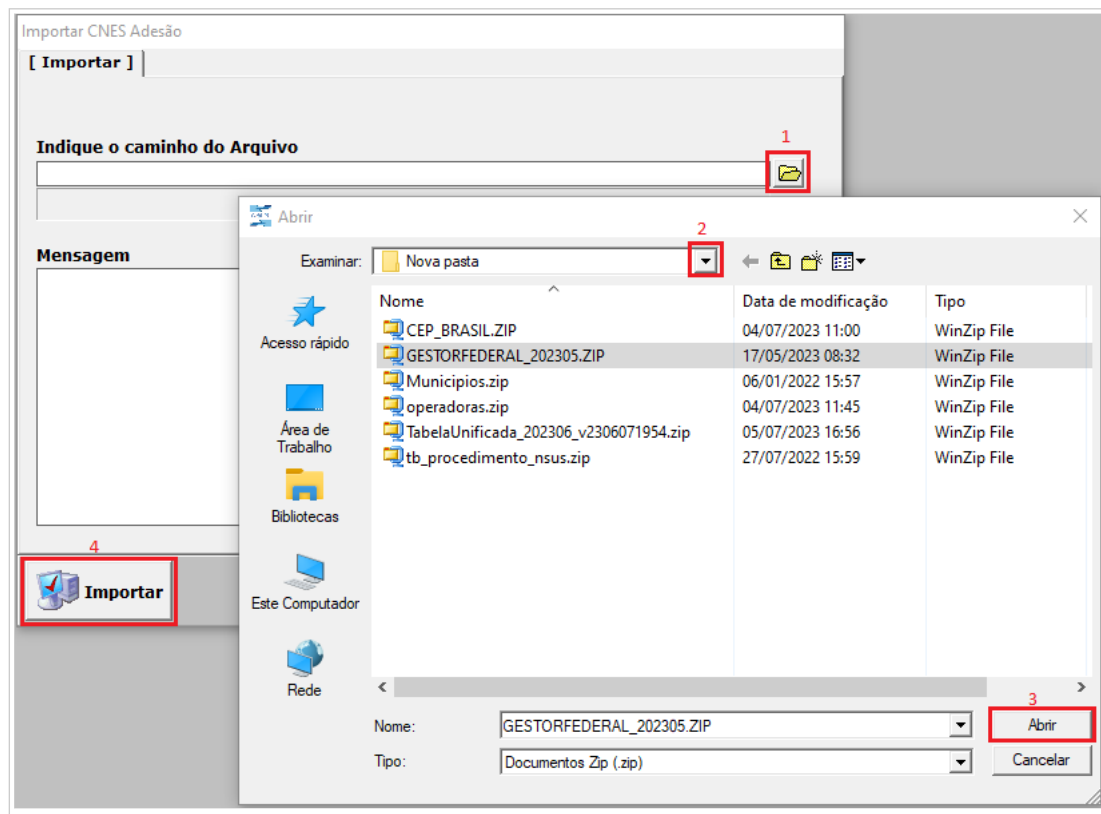 Importar CNES Adesão
[ Importar ]
Indique o caminho do Arquivo
1
Abrir
2
Mensagem
Examinar: Nova pasta
Nome Data de modificação Tipo
CEP_BRASIL.ZIP 04/07/2023 11:00 WinZip File
GESTORFEDERAL_202305.ZIP 17/05/2023 08:32 WinZip File
Municipios.zip 06/01/2022 15:57 WinZip File
operadoras.zip 04/07/2023 11:45 WinZip File
TabelaUnificada_202306_v2306071954.zip 05/07/2023 16:56 WinZip File
tb_procedimento_nsus.zip 27/07/2022 15:59 WinZip File
Acesso rápido
Área de
Trabalho
Bibliotecas
Este Computador
Rede
4
Importar
3
Nome: GESTORFEDERAL_202305.ZIP Abrir
Tipo: Documentos Zip (.zip) Cancelar